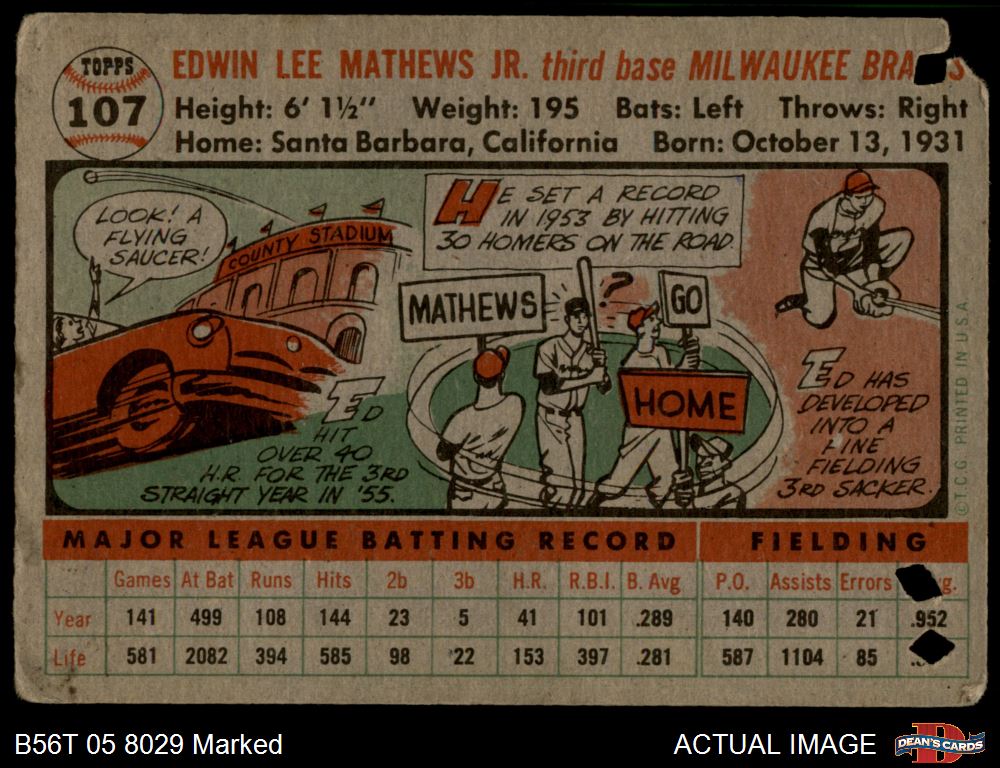 TOPPS
107
EDWIN LEE MATHEWS JR. third base MILWAUKEE
Height: 6' 1½" Weight: 195 Bats: Left Throws: Right
Home: Santa Barbara, California Born: October 13, 1931
LOOK! A
FLYING
SAUCER!
COUNTY STADIUM
ED
HIT
OVER 40
H.R. FOR THE 3RD
STRAIGHT YEAR IN '55.
HE SET A RECORD
IN 1953 BY HITTING
30 HOMERS ON THE ROAD.
MATHEWS
?
GO
HOME
ED HAS
DEVELOPED
INTO A
FINE
FIELDING
3RD SACKER.
© T.C.G. PRINTED IN U.S.A.
MAJOR LEAGUE BATTING RECORD FIELDING
Games At Bat Runs Hits 2b 3b H.R. R.B.I. B. Avg P.O. Assists Errors
Year 141 499 108 144 23 5 41 101 .289 140 280 21 .952
Life 581 2082 394 585 98 22 153 397 .281 587 1104 85
B56T 05 8029 Marked ACTUAL IMAGE
D
DEAN'S CARDS